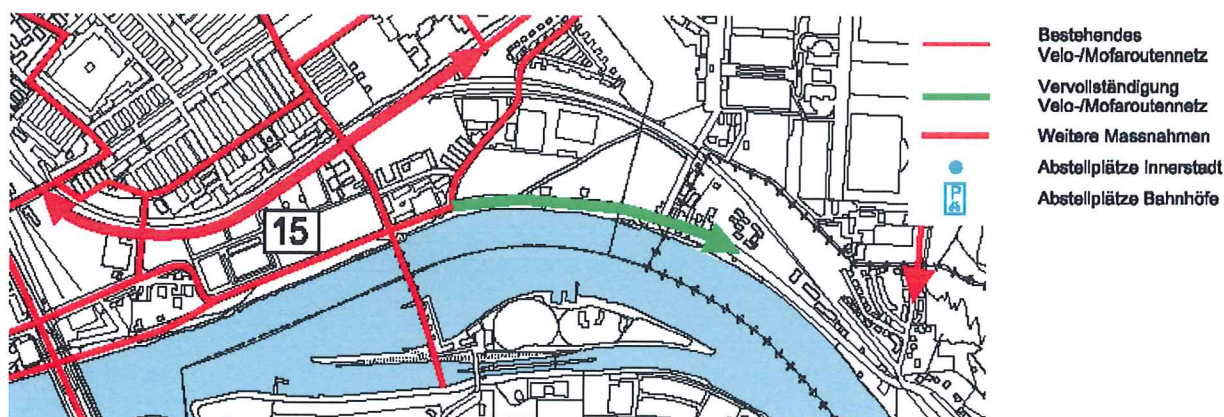 Bestehendes
Velo-/Mofaroutennetz
Vervollständigung
Velo-/Mofaroutennetz
Weitere Massnahmen
Abstellplätze Innerstadt
P
Abstellplätze Bahnhöfe
15